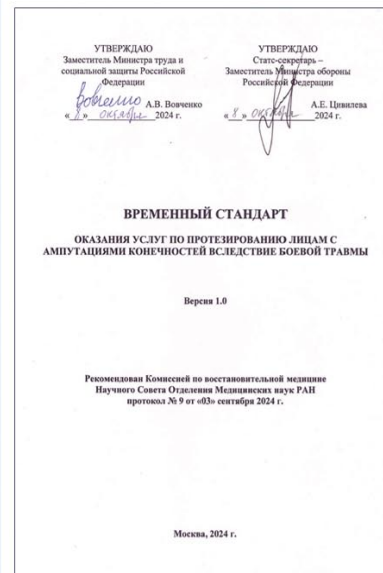 УТВЕРЖДАЮ
Заместитель Министра труда и
социальной защиты Российской
Федерации
Вовченко А.В. Вовченко
« 8 » октября 2024 г.
УТВЕРЖДАЮ
Статс-секретарь –
Заместитель Министра обороны
Российской Федерации
А.Е. Цивилева
« 8 » октября 2024 г.
ВРЕМЕННЫЙ СТАНДАРТ
ОКАЗАНИЯ УСЛУГ ПО ПРОТЕЗИРОВАНИЮ ЛИЦАМ С
АМПУТАЦИЯМИ КОНЕЧНОСТЕЙ ВСЛЕДСТВИЕ БОЕВОЙ ТРАВМЫ
Версия 1.0
Рекомендован Комиссией по восстановительной медицине
Научного Совета Отделения Медицинских наук РАН
протокол № 9 от «03» сентября 2024 г.
Москва, 2024 г.